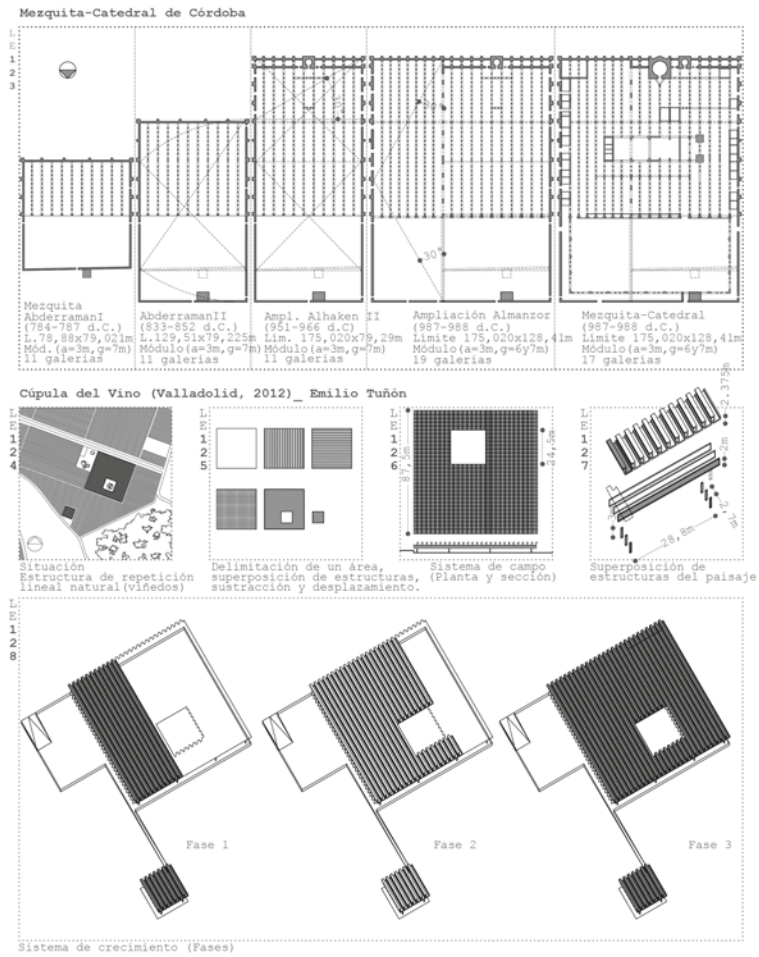 Mezquita-Catedral de Córdoba
L
E
1
2
3
30°
30°
30°
Mezquita
AbderramanI
(784-787 d.C.)
L.78,88x79,021m
Mód.(a=3m,g=7m)
11 galerías
AbderramanII
(833-852 d.C.)
L.129,51x79,225m
Módulo(a=3m,g=7m)
11 galerías
Ampl. Alhaken II
(951-966 d.C)
Lím. 175,020x79,29m
Módulo(a=3m,g=7m)
11 galerías
Ampliación Almanzor
(987-988 d.C.)
Límite 175,020x128,41m
Módulo(a=3m,g=6y7m)
19 galerías
Mezquita-Catedral
(987-988 d.C.)
Límite 175,020x128,41m
Módulo(a=3m,g=6y7m)
17 galerías
Cúpula del Vino (Valladolid, 2012)_ Emilio Tuñón
L
E
1
2
4
Situación
Estructura de repetición
lineal natural(viñedos)
L
E
1
2
5
Delimitación de un área,
superposición de estructuras,
sustracción y desplazamiento.
L
E
1
2
6
87,5m
24,5m
Sistema de campo
(Planta y sección)
L
E
1
2
7
2.375m
2m
2,7m
28,8m
Superposición de
estructuras del paisaje
L
E
1
2
8
Fase 1
Fase 2
Fase 3
Sistema de crecimiento (Fases)